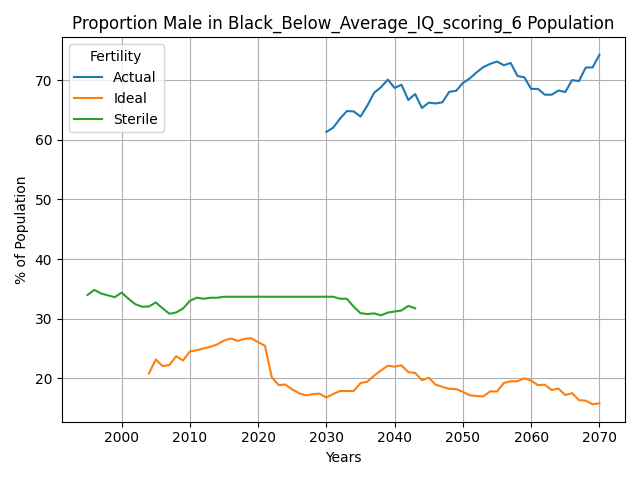 Proportion Male in Black_Below_Average_IQ_scoring_6 Population
Fertility
Actual
Ideal
Sterile
% of Population
70
60
50
40
30
20
2000 2010 2020 2030 2040 2050 2060 2070
Years